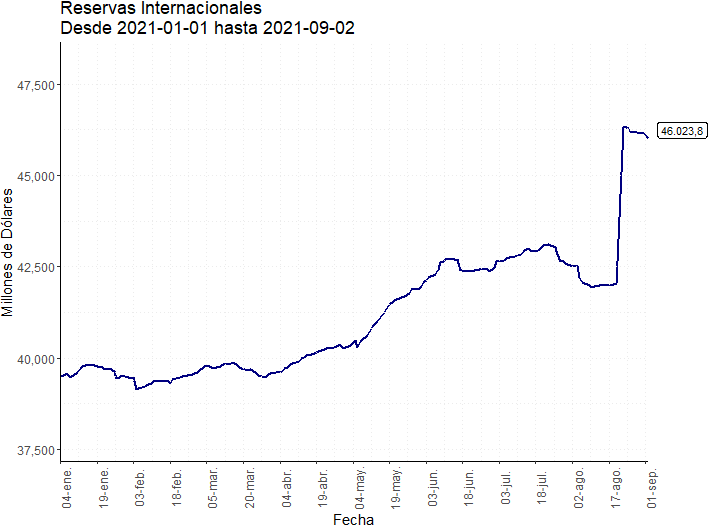 Reservas Internacionales
Desde 2021-01-01 hasta 2021-09-02
Millones de Dólares
47,500
45,000
42,500
40,000
37,500
46.023,8
04-ene.
19-ene.
03-feb.
18-feb.
05-mar.
20-mar.
04-abr.
19-abr.
04-may.
19-may.
03-jun.
18-jun.
03-jul.
18-jul.
02-ago.
17-ago.
01-sep.
Fecha